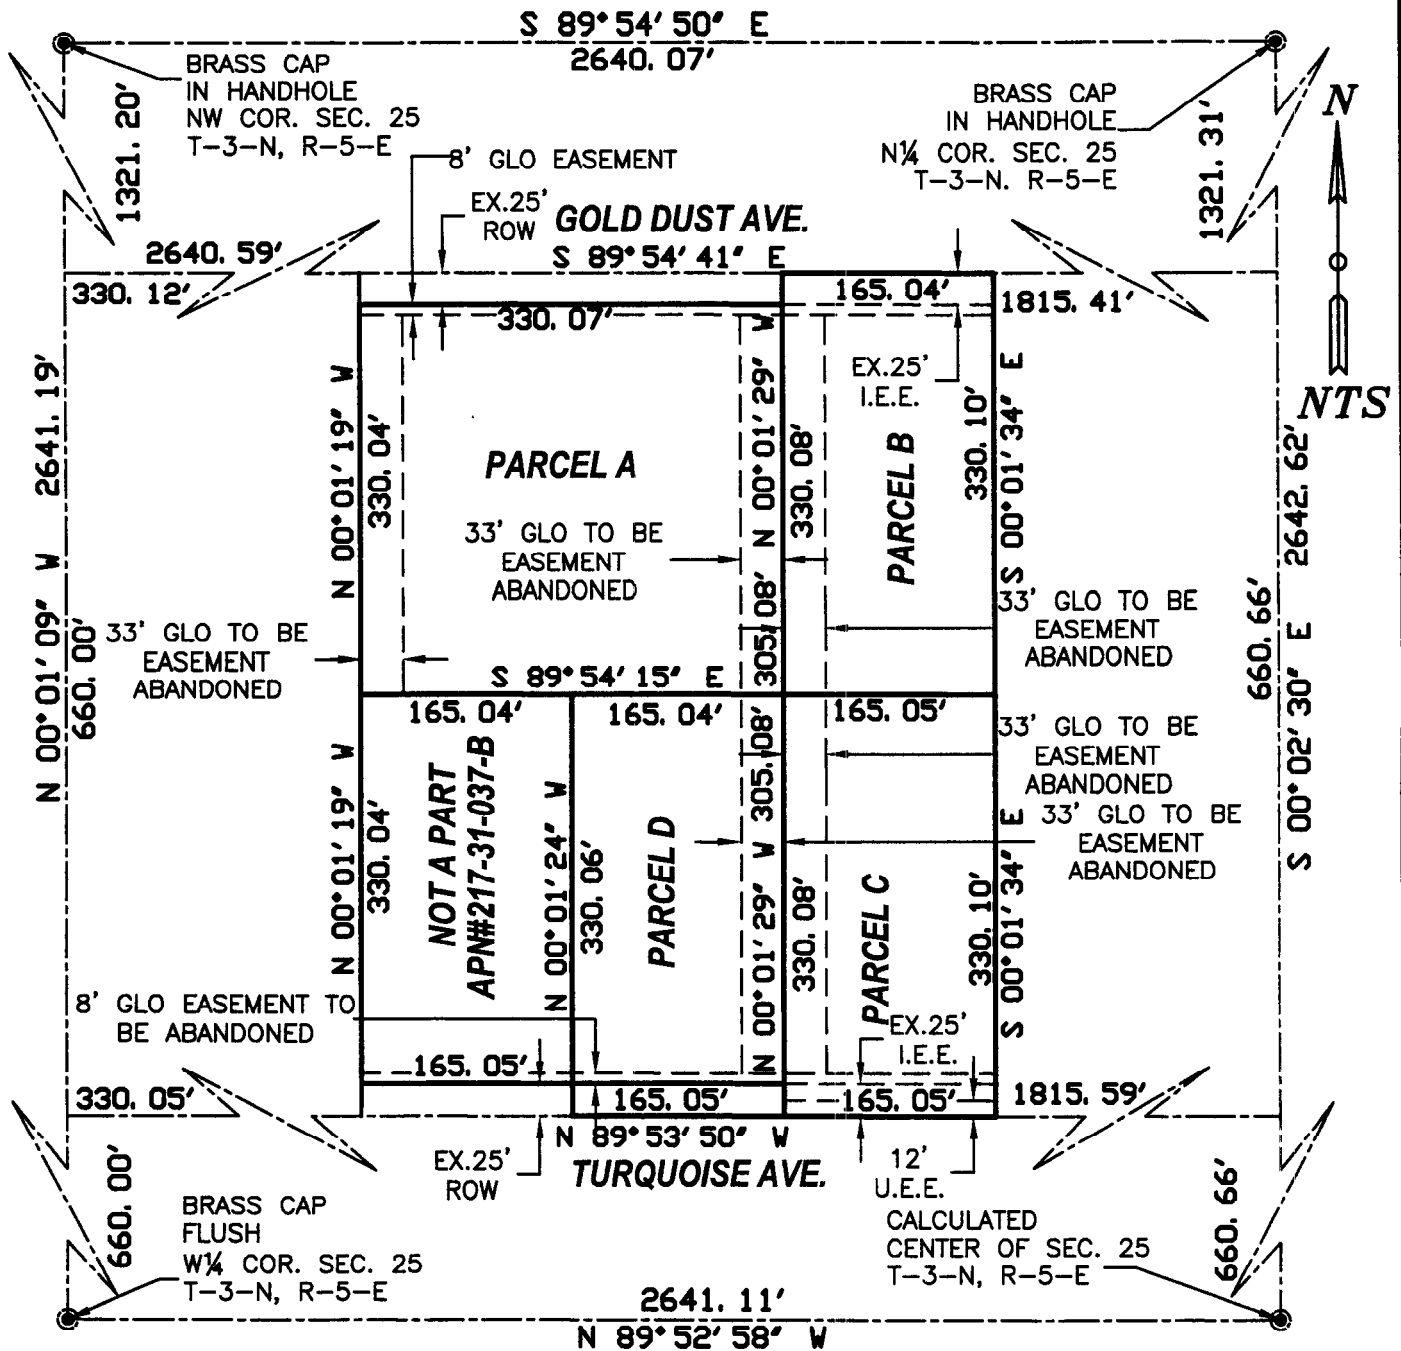 S 89°54'50" E
2640.07'
BRASS CAP
IN HANDHOLE
NW COR. SEC. 25
T-3-N, R-5-E
1321.20'
BRASS CAP
IN HANDHOLE
N¼ COR. SEC. 25
T-3-N. R-5-E
1321.31'
N
NTS
8' GLO EASEMENT
EX.25'
ROW
GOLD DUST AVE.
S 89°54'41" E
2640.59'
330.12'
330.07'
165.04'
1815.41'
EX.25'
I.E.E.
N 00°01'09" W 2641.19'
660.00'
N 00°01'19" W
330.04'
PARCEL A
33' GLO TO BE
EASEMENT
ABANDONED
305.08' N 00°01'29" W
330.08'
PARCEL B
330.10'
S 00°01'34" E
33' GLO TO BE
EASEMENT
ABANDONED
33' GLO TO BE
EASEMENT
ABANDONED
660.66'
S 00°02'30" E 2642.62'
S 89°54'15" E
165.04'
165.04'
165.05'
33' GLO TO BE
EASEMENT
ABANDONED
33' GLO TO BE
EASEMENT
ABANDONED
N 00°01'19" W
330.04'
NOT A PART
APN#217-31-037-B
N 00°01'24" W
330.06'
PARCEL D
N 00°01'29" W 305.08'
330.08'
PARCEL C
330.10'
S 00°01'34" E
8' GLO EASEMENT TO
BE ABANDONED
EX.25'
I.E.E.
165.05'
330.05'
165.05'
165.05'
1815.59'
N 89°53'50" W
TURQUOISE AVE.
EX.25'
ROW
12'
U.E.E.
660.00'
BRASS CAP
FLUSH
W¼ COR. SEC. 25
T-3-N, R-5-E
CALCULATED
CENTER OF SEC. 25
T-3-N, R-5-E
660.66'
2641.11'
N 89°52'58" W